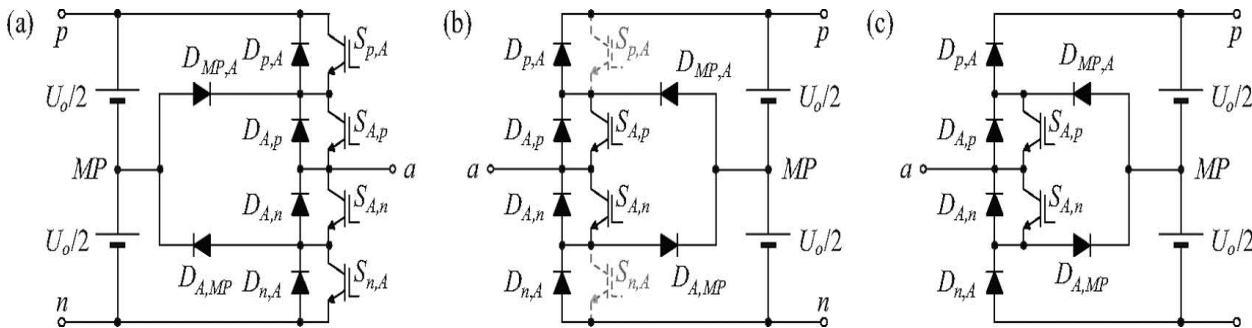 (a)
p
D_{p,A}
S_{p,A}
D_{MP,A}
U_o/2
D_{A,p}
S_{A,p}
MP
a
D_{A,n}
S_{A,n}
U_o/2
D_{A,MP}
D_{n,A}
S_{n,A}
n
(b)
p
D_{p,A}
S_{p,A}
D_{MP,A}
U_o/2
D_{A,p}
S_{A,p}
a
MP
D_{A,n}
S_{A,n}
U_o/2
D_{A,MP}
D_{n,A}
S_{n,A}
n
(c)
p
D_{p,A}
D_{MP,A}
U_o/2
D_{A,p}
S_{A,p}
a
MP
D_{A,n}
S_{A,n}
U_o/2
D_{A,MP}
D_{n,A}
p